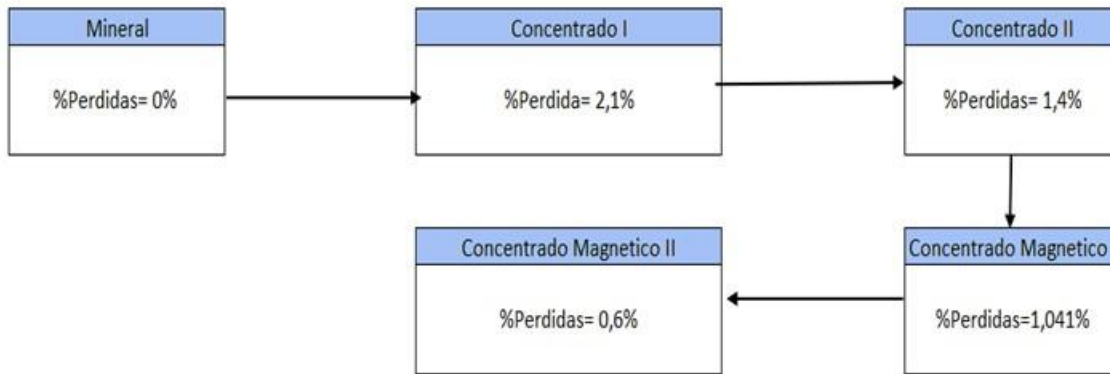 Mineral
%Perdidas= 0%
Concentrado I
%Perdida= 2,1%
Concentrado II
%Perdidas= 1,4%
Concentrado Magnetico
%Perdidas=1,041%
Concentrado Magnetico II
%Perdidas= 0,6%